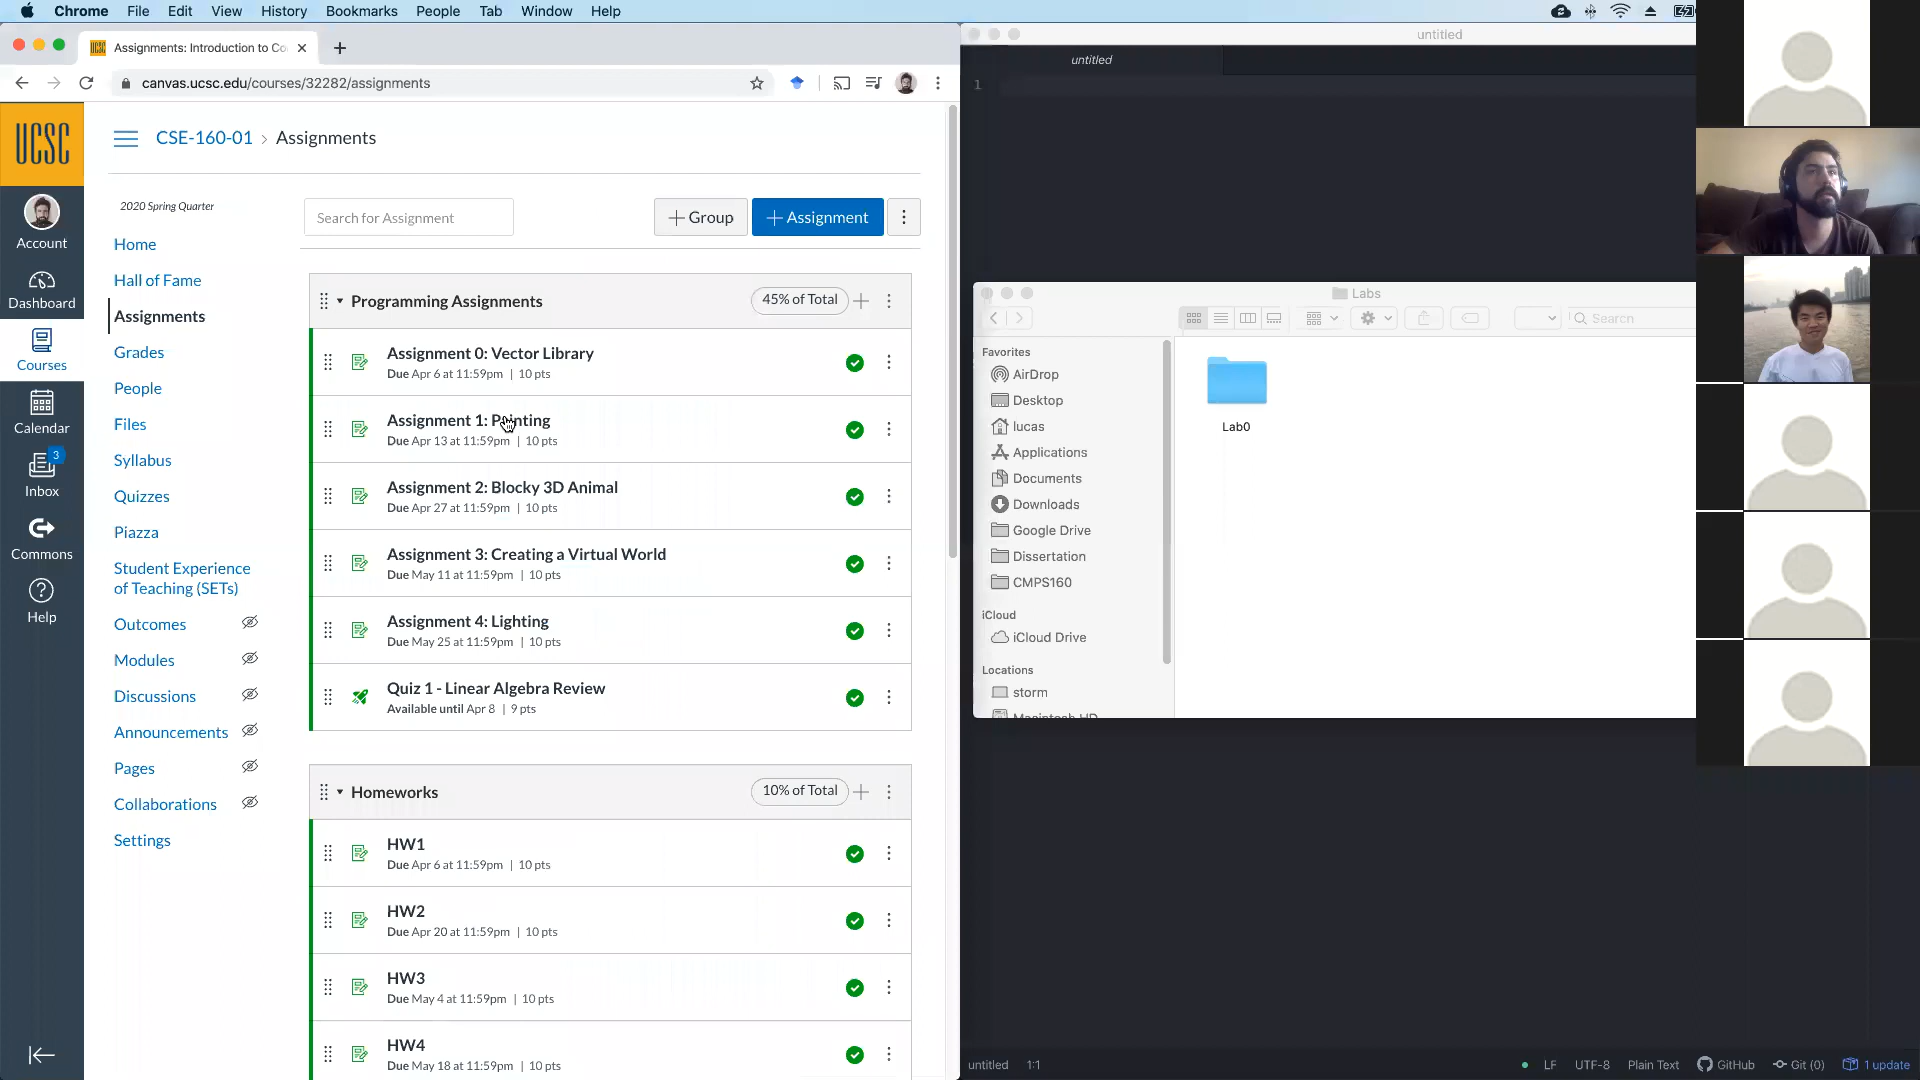 Chrome File Edit View History Bookmarks People Tab Window Help
Assignments: Introduction to Co
canvas.ucsc.edu/courses/32282/assignments
UCSC
Account
Dashboard
Courses
Calendar
3
Inbox
Commons
Help
CSE-160-01 › Assignments
2020 Spring Quarter
Home
Hall of Fame
Assignments
Grades
People
Files
Syllabus
Quizzes
Piazza
Student Experience
of Teaching (SETs)
Outcomes
Modules
Discussions
Announcements
Pages
Collaborations
Settings
Search for Assignment
+ Group
+ Assignment
Programming Assignments 45% of Total
Assignment 0: Vector Library
Due Apr 6 at 11:59pm | 10 pts
Assignment 1: Painting
Due Apr 13 at 11:59pm | 10 pts
Assignment 2: Blocky 3D Animal
Due Apr 27 at 11:59pm | 10 pts
Assignment 3: Creating a Virtual World
Due May 11 at 11:59pm | 10 pts
Assignment 4: Lighting
Due May 25 at 11:59pm | 10 pts
Quiz 1 - Linear Algebra Review
Available until Apr 8 | 9 pts
Homeworks 10% of Total
HW1
Due Apr 6 at 11:59pm | 10 pts
HW2
Due Apr 20 at 11:59pm | 10 pts
HW3
Due May 4 at 11:59pm | 10 pts
HW4
Due May 18 at 11:59pm | 10 pts
untitled
untitled
1
Labs
Search
Favorites
AirDrop
Desktop
lucas
Applications
Documents
Downloads
Google Drive
Dissertation
CMPS160
iCloud
iCloud Drive
Locations
storm
Macintosh HD
Lab0
untitled 1:1
LF UTF-8 Plain Text GitHub Git (0) 1 update